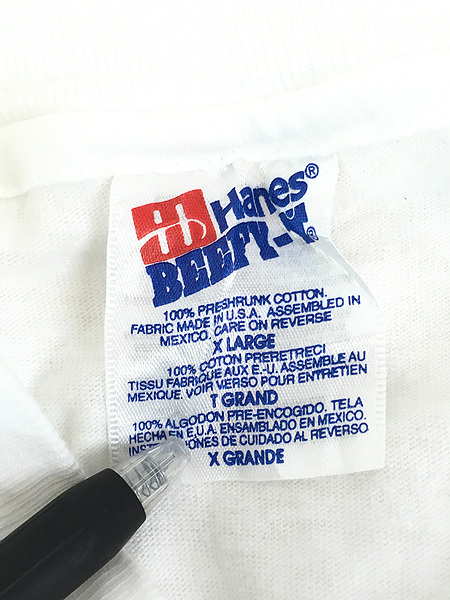 Hanes®
BEEFY-T®
100% PRESHRUNK COTTON.
FABRIC MADE IN U.S.A. ASSEMBLED IN
MEXICO. CARE ON REVERSE
X LARGE
100% COTON PRERETRECI
TISSU FABRIQUE AUX E.-U. ASSEMBLE AU
MEXIQUE. VOIR VERSO POUR ENTRETIEN
T GRAND
100% ALGODON PRE-ENCOGIDO. TELA
HECHA EN E.U.A. ENSAMBLADO EN MEXICO.
DE CUIDADO AL REVERSO
X GRANDE